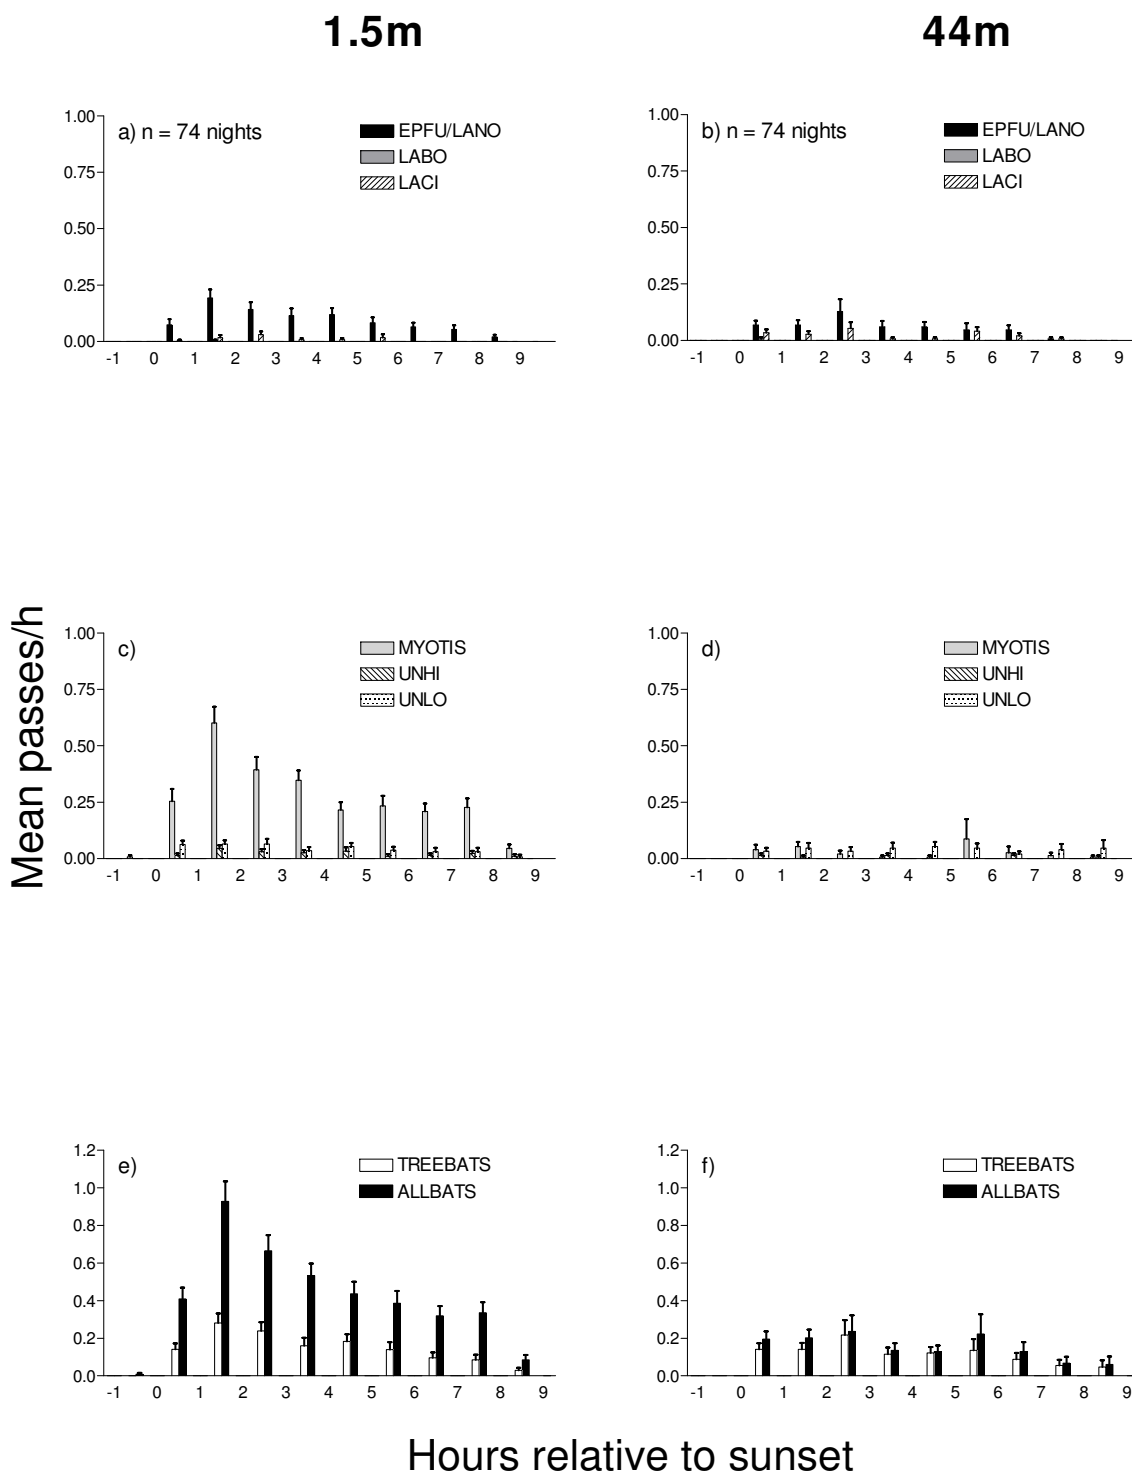 1.5m 44m
a) n = 74 nights
EPFU/LANO
LABO
LACI
1.00
0.75
0.50
0.25
0.00
-1 0 1 2 3 4 5 6 7 8 9
b) n = 74 nights
EPFU/LANO
LABO
LACI
1.00
0.75
0.50
0.25
0.00
-1 0 1 2 3 4 5 6 7 8 9
Mean passes/h
c)
MYOTIS
UNHI
UNLO
1.00
0.75
0.50
0.25
0.00
-1 0 1 2 3 4 5 6 7 8 9
d)
MYOTIS
UNHI
UNLO
1.00
0.75
0.50
0.25
0.00
-1 0 1 2 3 4 5 6 7 8 9
e)
TREEBATS
ALLBATS
1.2
1.0
0.8
0.6
0.4
0.2
0.0
-1 0 1 2 3 4 5 6 7 8 9
f)
TREEBATS
ALLBATS
1.2
1.0
0.8
0.6
0.4
0.2
0.0
-1 0 1 2 3 4 5 6 7 8 9
Hours relative to sunset